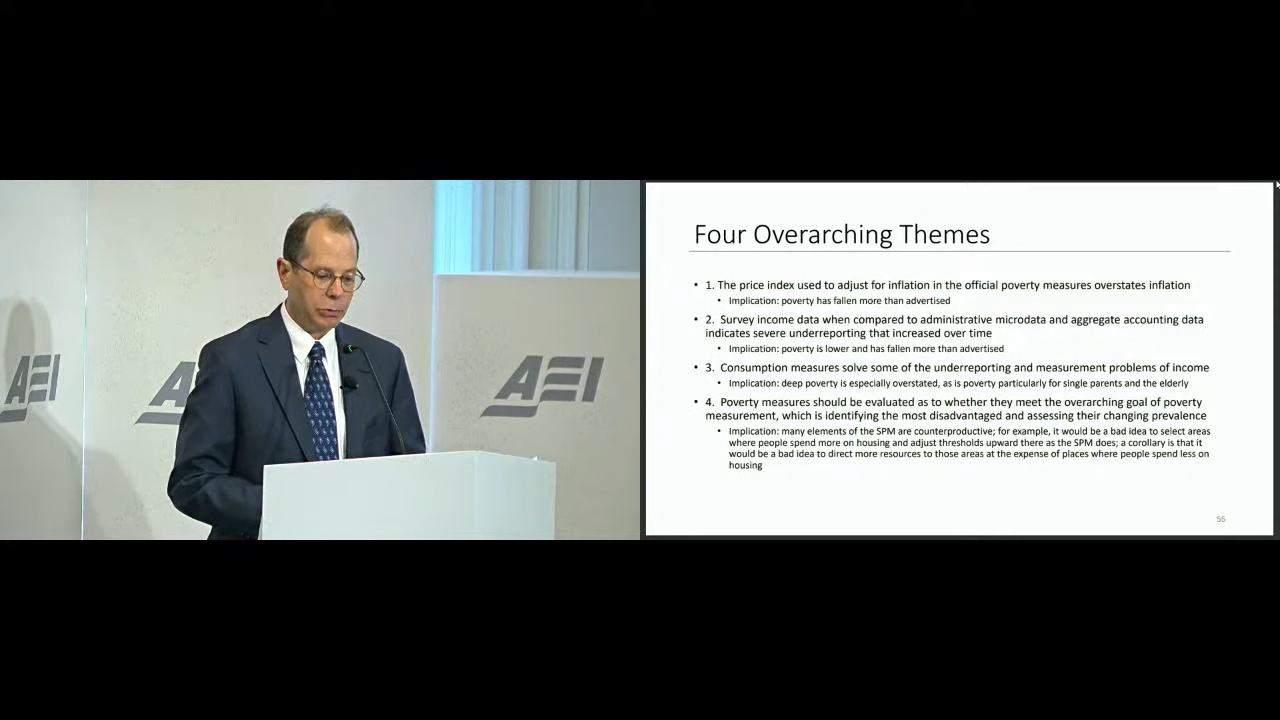 AEI
A
AEI
Four Overarching Themes
• 1. The price index used to adjust for inflation in the official poverty measures overstates inflation
• Implication: poverty has fallen more than advertised
• 2. Survey income data when compared to administrative microdata and aggregate accounting data
indicates severe underreporting that increased over time
• Implication: poverty is lower and has fallen more than advertised
• 3. Consumption measures solve some of the underreporting and measurement problems of income
• Implication: deep poverty is especially overstated, as is poverty particularly for single parents and the elderly
• 4. Poverty measures should be evaluated as to whether they meet the overarching goal of poverty
measurement, which is identifying the most disadvantaged and assessing their changing prevalence
• Implication: many elements of the SPM are counterproductive; for example, it would be a bad idea to select areas
where people spend more on housing and adjust thresholds upward there as the SPM does; a corollary is that it
would be a bad idea to direct more resources to those areas at the expense of places where people spend less on
housing
55